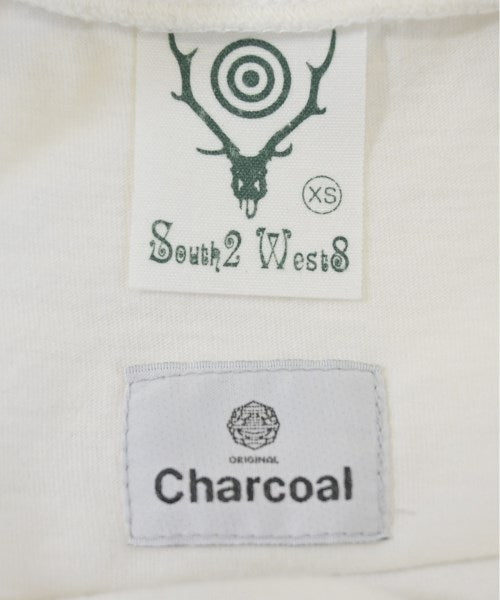 XS
South2 West8
ORIGINAL
Charcoal